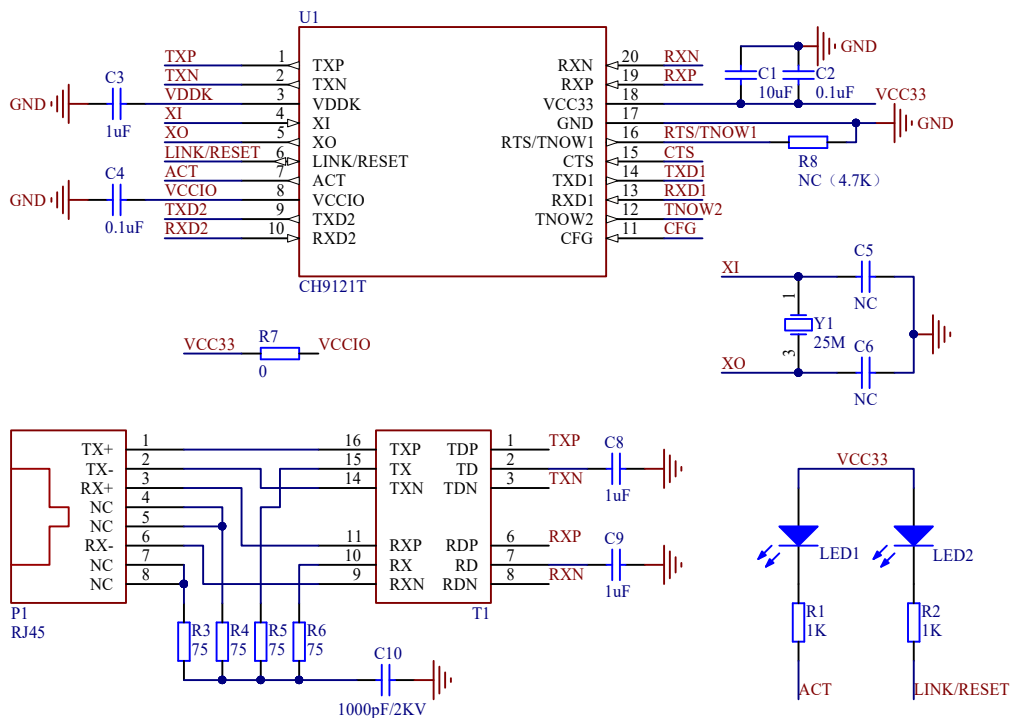 U1
TXP 1 TXP RXN 20 RXN
TXN 2 TXN RXP 19 RXP
VDDK 3 VDDK VCC33 18
XI 4 XI GND 17
XO 5 XO RTS/TNOW1 16 RTS/TNOW1
LINK/RESET 6 LINK/RESET CTS 15 CTS
ACT 7 ACT TXD1 14 TXD1
VCCIO 8 VCCIO RXD1 13 RXD1
TXD2 9 TXD2 TNOW2 12 TNOW2
RXD2 10 RXD2 CFG 11 CFG
CH9121T
GND
C3
1uF
GND
C4
0.1uF
GND
C1
10uF
C2
0.1uF
VCC33
GND
R8
NC（4.7K）
VCC33
R7
0
VCCIO
XI
C5
NC
1
Y1
25M
3
XO
C6
NC
TX+ 1
TX- 2
RX+ 3
NC 4
NC 5
RX- 6
NC 7
NC 8
P1
RJ45
16 TXP TDP 1 TXP
15 TX TD 2
14 TXN TDN 3 TXN
11 RXP RDP 6 RXP
10 RX RD 7
9 RXN RDN 8 RXN
T1
C8
1uF
C9
1uF
R3
75
R4
75
R5
75
R6
75
C10
1000pF/2KV
VCC33
LED1
LED2
R1
1K
R2
1K
ACT
LINK/RESET